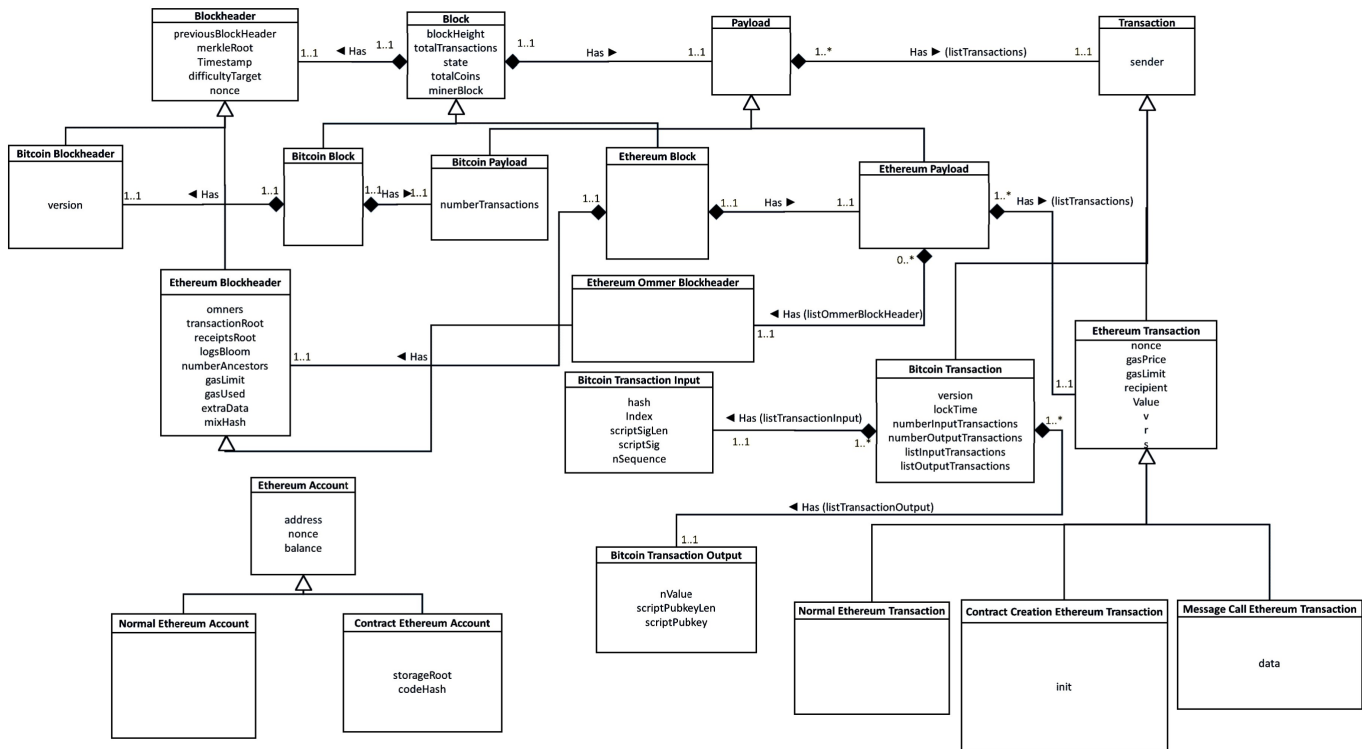 Blockheader
previousBlockHeader
merkleRoot
Timestamp
difficultyTarget
nonce
1..1
◄ Has
1..1
Block
blockHeight
totalTransactions
state
totalCoins
minerBlock
1..1
Has ►
1..1
Payload
1..*
Has ► (listTransactions)
1..1
Transaction
sender
Bitcoin Blockheader
version
1..1
◄ Has
1..1
Bitcoin Block
1..1
Has ►
1..1
Bitcoin Payload
numberTransactions
Ethereum Block
1..1
1..1
Has ►
1..1
Ethereum Payload
1..*
Has ► (listTransactions)
0..*
Ethereum Blockheader
omners
transactionRoot
receiptsRoot
logsBloom
numberAncestors
gasLimit
gasUsed
extraData
mixHash
1..1
◄ Has
Ethereum Ommer Blockheader
◄ Has (listOmmerBlockHeader)
1..1
Ethereum Transaction
nonce
gasPrice
gasLimit
recipient
Value
v
r
s
1..1
Bitcoin Transaction Input
hash
Index
scriptSigLen
scriptSig
nSequence
◄ Has (listTransactionInput)
1..1
1..*
Bitcoin Transaction
version
lockTime
numberInputTransactions
numberOutputTransactions
listInputTransactions
listOutputTransactions
1..*
◄ Has (listTransactionOutput)
1..1
Ethereum Account
address
nonce
balance
Bitcoin Transaction Output
nValue
scriptPubkeyLen
scriptPubkey
Normal Ethereum Account
Contract Ethereum Account
storageRoot
codeHash
Normal Ethereum Transaction
Contract Creation Ethereum Transaction
init
Message Call Ethereum Transaction
data